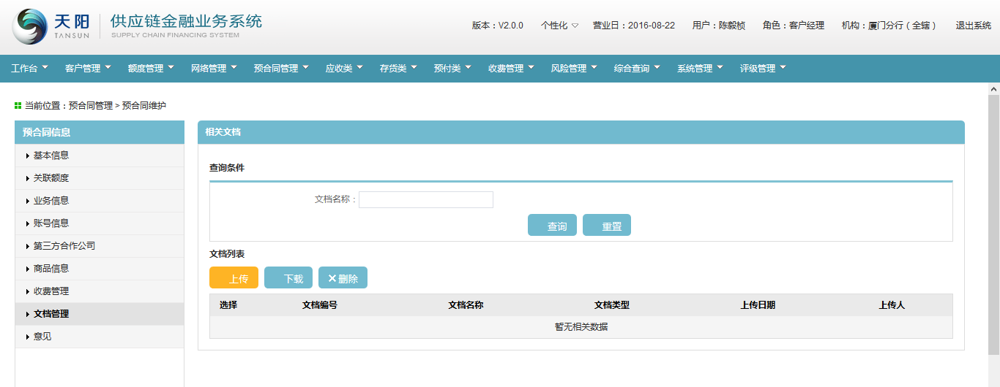 天阳 供应链金融业务系统
TANSUN SUPPLY CHAIN FINANCING SYSTEM
版本：V2.0.0 个性化 营业日：2016-08-22 用户：陈毅桢 角色：客户经理 机构：厦门分行（全辖） 退出系统
工作台 客户管理 额度管理 网络管理 预合同管理 应收类 存货类 预付类 收费管理 风险管理 综合查询 系统管理 评级管理
当前位置：预合同管理 > 预合同维护
预合同信息
基本信息
关联额度
业务信息
账号信息
第三方合作公司
商品信息
收费管理
文档管理
意见
相关文档
查询条件
文档名称：
查询 重置
文档列表
上传 下载 删除
选择 文档编号 文档名称 文档类型 上传日期 上传人
暂无相关数据